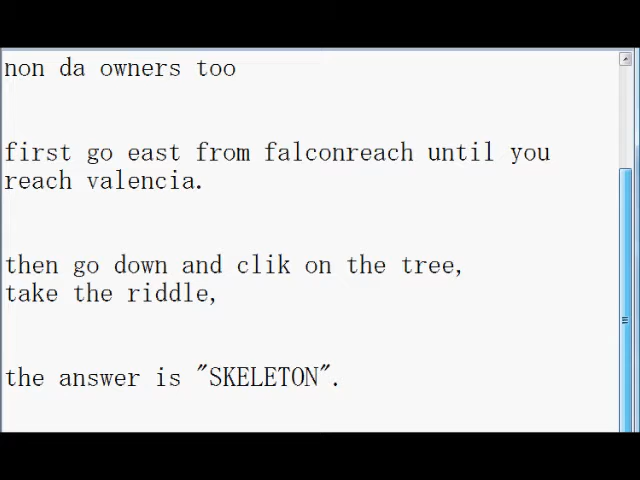 non da owners too
first go east from falconreach until you
reach valencia.
then go down and clik on the tree,
take the riddle,
the answer is "SKELETON".